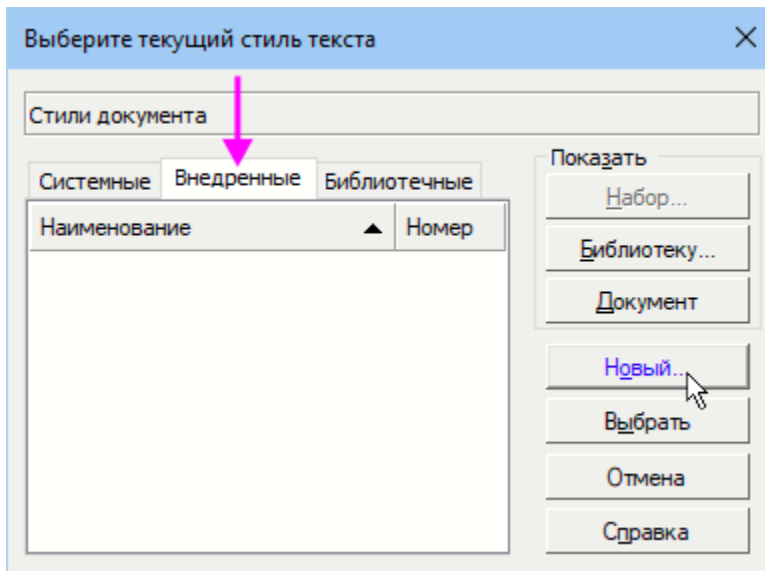 Выберите текущий стиль текста
Стили документа
Системные Внедренные Библиотечные
Наименование Номер
Показать
Набор...
Библиотеку...
Документ
Новый...
Выбрать
Отмена
Справка